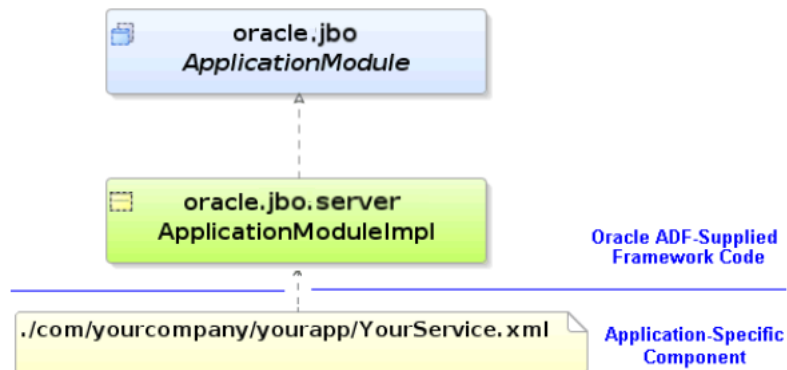 oracle.jbo
ApplicationModule
oracle.jbo.server
ApplicationModuleImpl
Oracle ADF-Supplied
Framework Code
./com/yourcompany/yourapp/YourService.xml
Application-Specific
Component